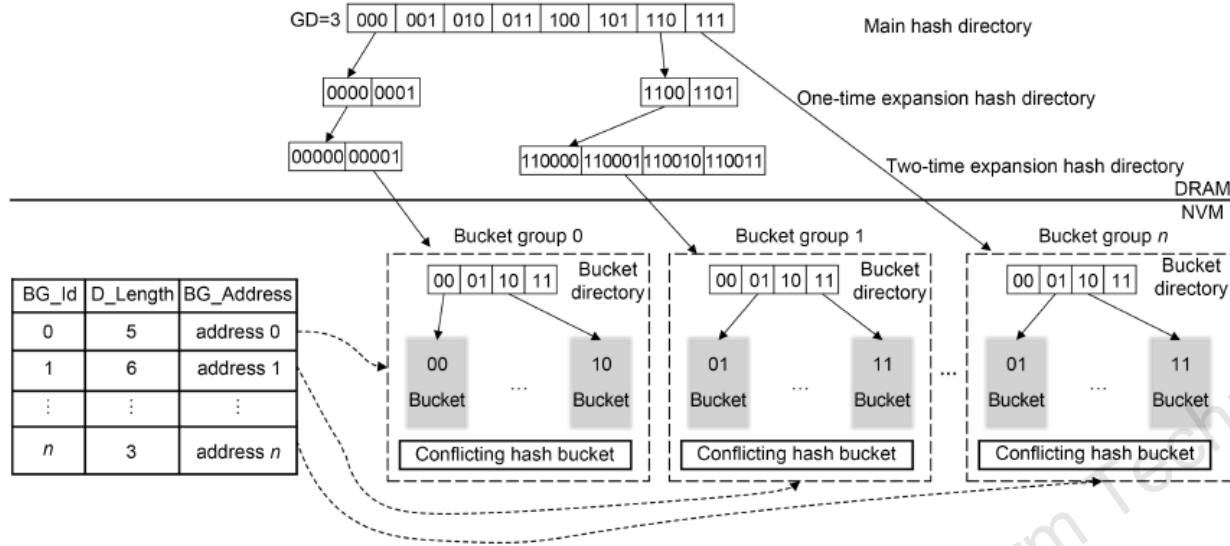 GD=3 000 001 010 011 100 101 110 111 Main hash directory
0000 0001 1100 1101 One-time expansion hash directory
00000 00001 110000 110001 110010 110011 Two-time expansion hash directory
DRAM
NVM
Bucket group 0 Bucket group 1 Bucket group n
00 01 10 11 Bucket directory 00 01 10 11 Bucket directory 00 01 10 11 Bucket directory
BG_Id D_Length BG_Address
0 5 address 0
1 6 address 1
⋮ ⋮ ⋮
n 3 address n
00 Bucket ... 10 Bucket 01 Bucket ... 11 Bucket ... 01 Bucket ... 11 Bucket
Conflicting hash bucket Conflicting hash bucket Conflicting hash bucket